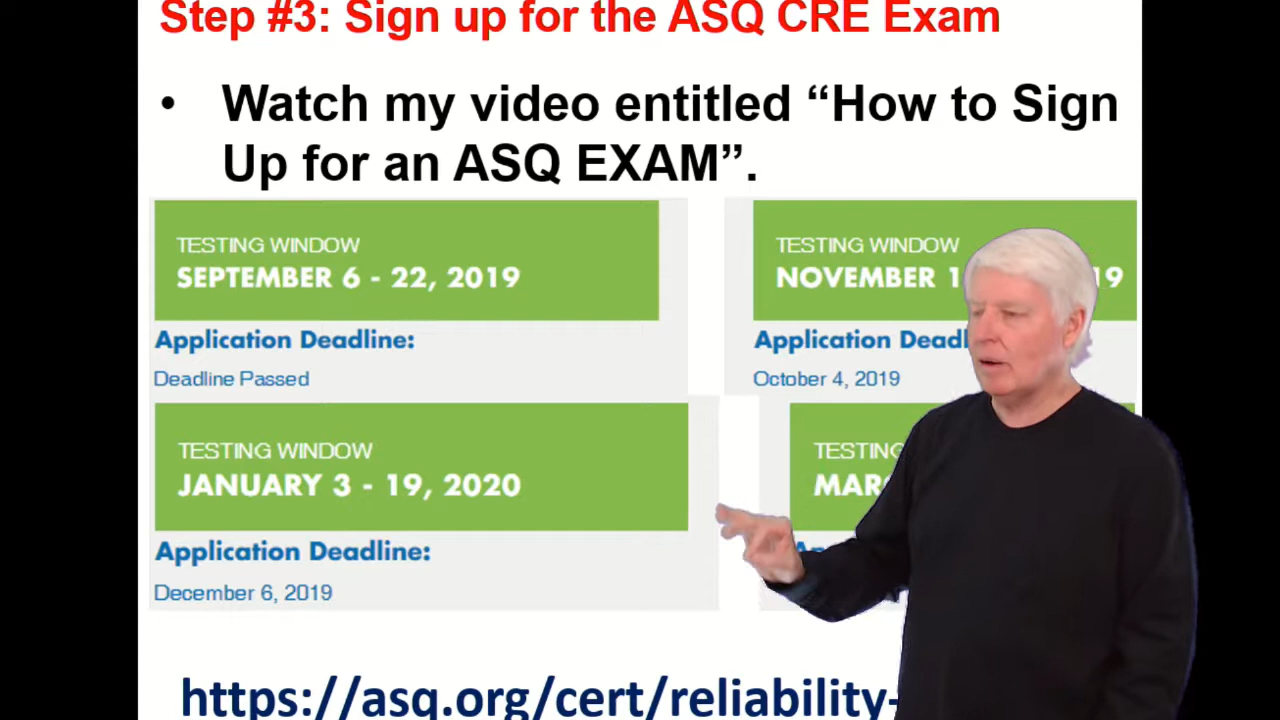 Step #3: Sign up for the ASQ CRE Exam
• Watch my video entitled “How to Sign
Up for an ASQ EXAM”.
TESTING WINDOW
SEPTEMBER 6 - 22, 2019
Application Deadline:
Deadline Passed
TESTING WINDOW
NOVEMBER
Application
October 4, 2019
TESTING WINDOW
JANUARY 3 - 19, 2020
Application Deadline:
December 6, 2019
https://asq.org/cert/reliability-